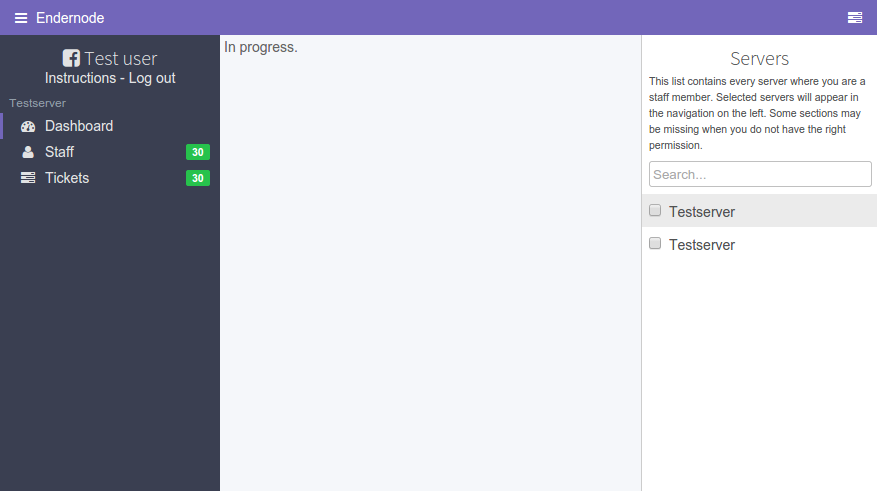 Endernode
Test user
Instructions - Log out
Testserver
Dashboard
Staff 30
Tickets 30
In progress.
Servers
This list contains every server where you are a
staff member. Selected servers will appear in
the navigation on the left. Some sections may
be missing when you do not have the right
permission.
Search...
Testserver
Testserver